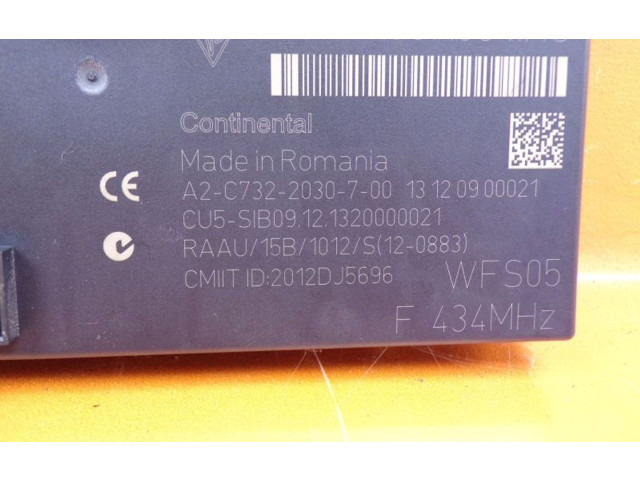 Continental
Made in Romania
A2-C732-2030-7-00 13 12 09 00021
CU5-SIB09.12.1320000021
RAAU/15B/1012/S(12-0883)
CMIIT ID:2012DJ5696
WFS05
F 434MHz
CE